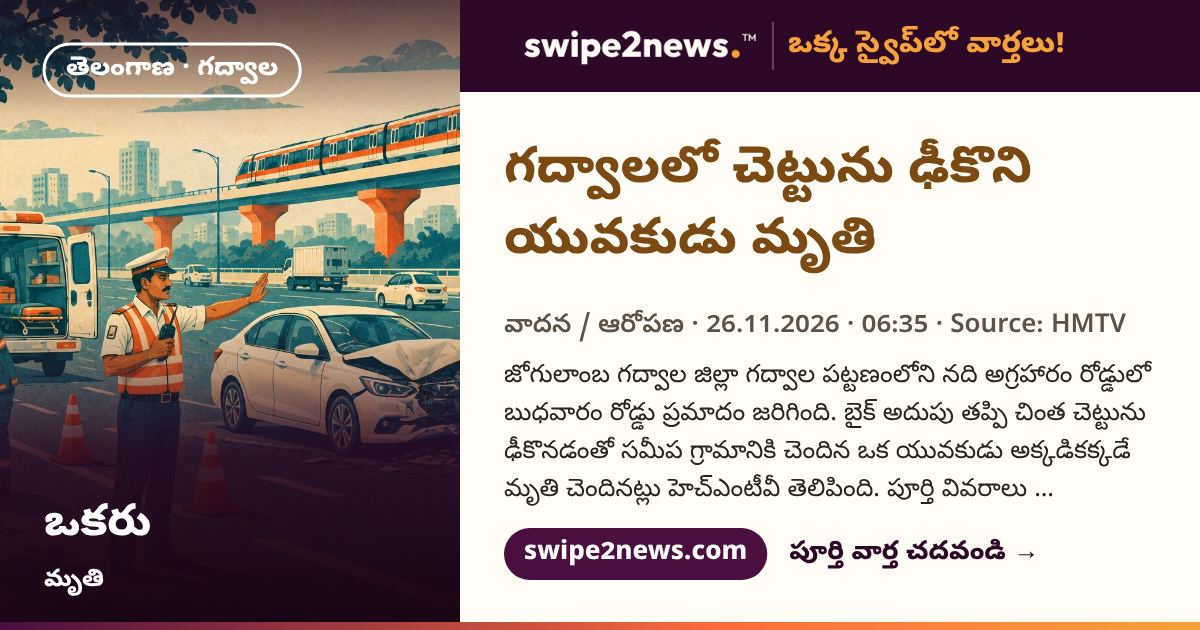 తెలంగాణ · గద్వాల
swipe2news.™ | ఒక్క స్వైప్‌లో వార్తలు!
గద్వాలలో చెట్టును ఢీకొని
యువకుడు మృతి
వాదన / ఆరోపణ · 26.11.2026 · 06:35 · Source: HMTV
జోగులాంబ గద్వాల జిల్లా గద్వాల పట్టణంలోని నది అగ్రహారం రోడ్డులో
బుధవారం రోడ్డు ప్రమాదం జరిగింది. బైక్ అదుపు తప్పి చింత చెట్టును
ఢీకొనడంతో సమీప గ్రామానికి చెందిన ఒక యువకుడు అక్కడికక్కడే
మృతి చెందినట్లు హెచ్ఎంటీవీ తెలిపింది. పూర్తి వివరాలు ...
ఒకరు
మృతి
swipe2news.com పూర్తి వార్త చదవండి →